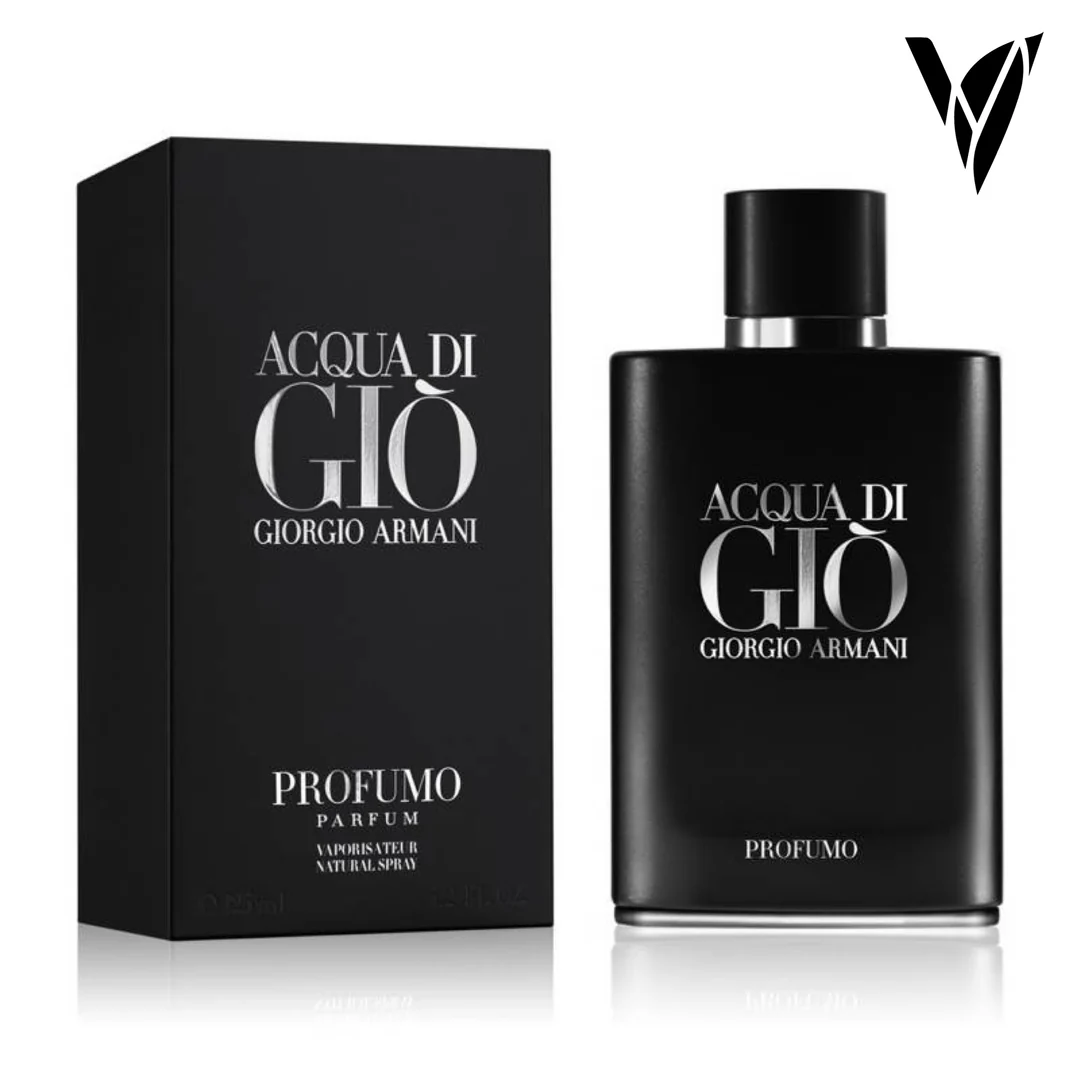 ACQUA DI
GIÒ
GIORGIO ARMANI
PROFUMO
PARFUM
VAPORISATEUR
NATURAL SPRAY
ACQUA DI
GIÒ
GIORGIO ARMANI
PROFUMO